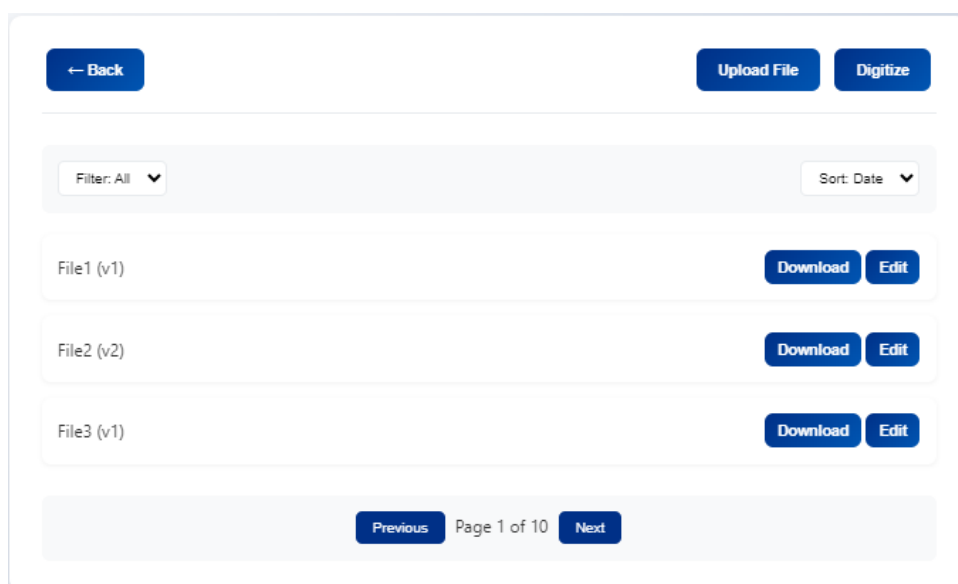 ← Back
Upload File
Digitize
Filter: All
Sort: Date
File1 (v1)
Download
Edit
File2 (v2)
Download
Edit
File3 (v1)
Download
Edit
Previous
Page 1 of 10
Next